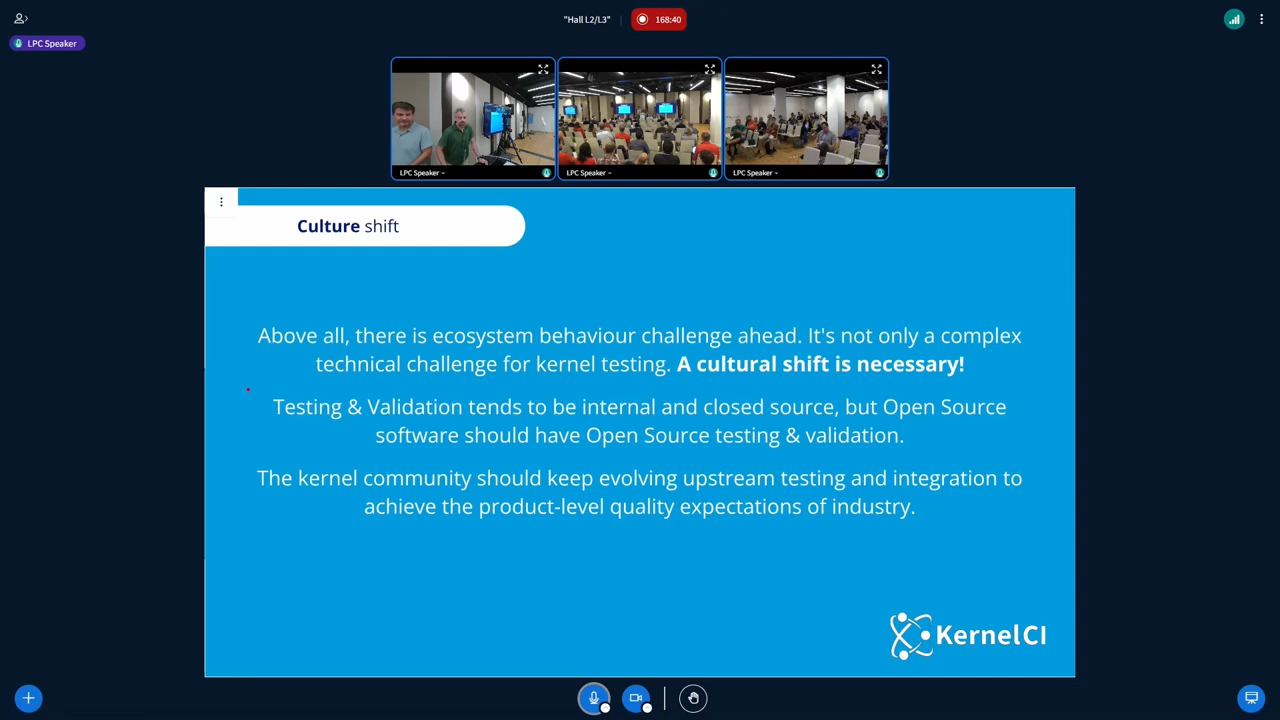 "Hall L2/L3"
168:40
LPC Speaker
LPC Speaker
LPC Speaker
LPC Speaker
Culture shift
Above all, there is ecosystem behaviour challenge ahead. It's not only a complex
technical challenge for kernel testing. A cultural shift is necessary!
Testing & Validation tends to be internal and closed source, but Open Source
software should have Open Source testing & validation.
The kernel community should keep evolving upstream testing and integration to
achieve the product-level quality expectations of industry.
KernelCI